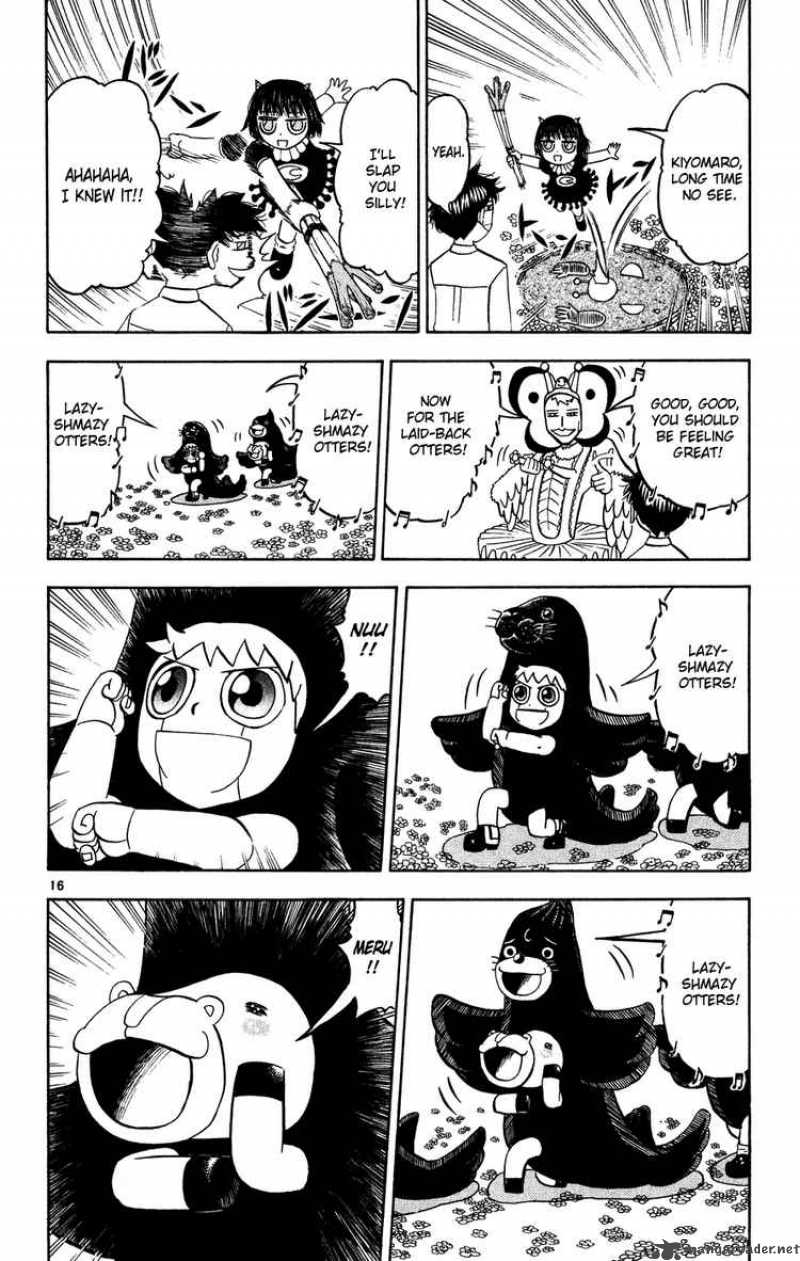 KIYOMARO,
LONG TIME
NO SEE.
YEAH.
I'LL
SLAP
YOU
SILLY!
AHAHAHA,
I KNEW IT!!
GOOD, GOOD,
YOU SHOULD
BE FEELING
GREAT!
NOW
FOR THE
LAID-BACK
OTTERS!
LAZY-
SHMAZY
OTTERS!
LAZY-
SHMAZY
OTTERS!
LAZY-
SHMAZY
OTTERS!
NUU
!!
16
LAZY-
SHMAZY
OTTERS!
MERU
!!
mangareader.net